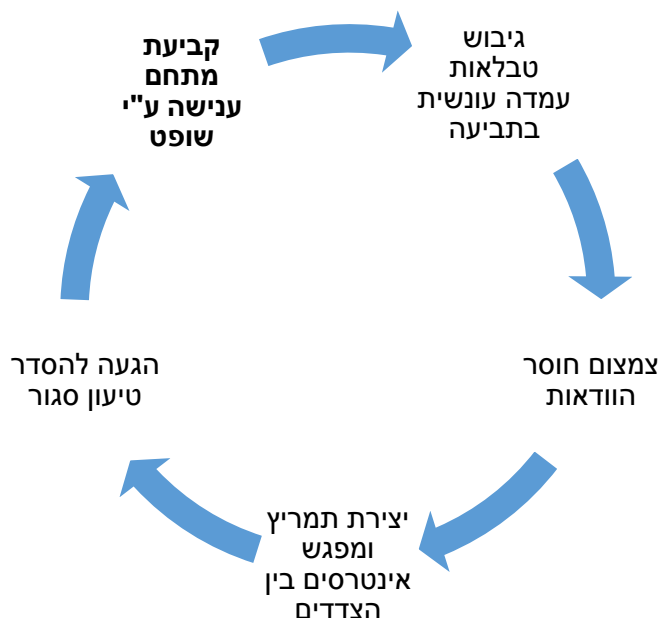 קביעת
מתחם
ענישה ע"י
שופט
גיבוש
טבלאות
עמדה עונשית
בתביעה
צמצום חוסר
הוודאות
יצירת תמריץ
ומפגש
אינטרסים בין
הצדדים
הגעה להסדר
טיעון סגור